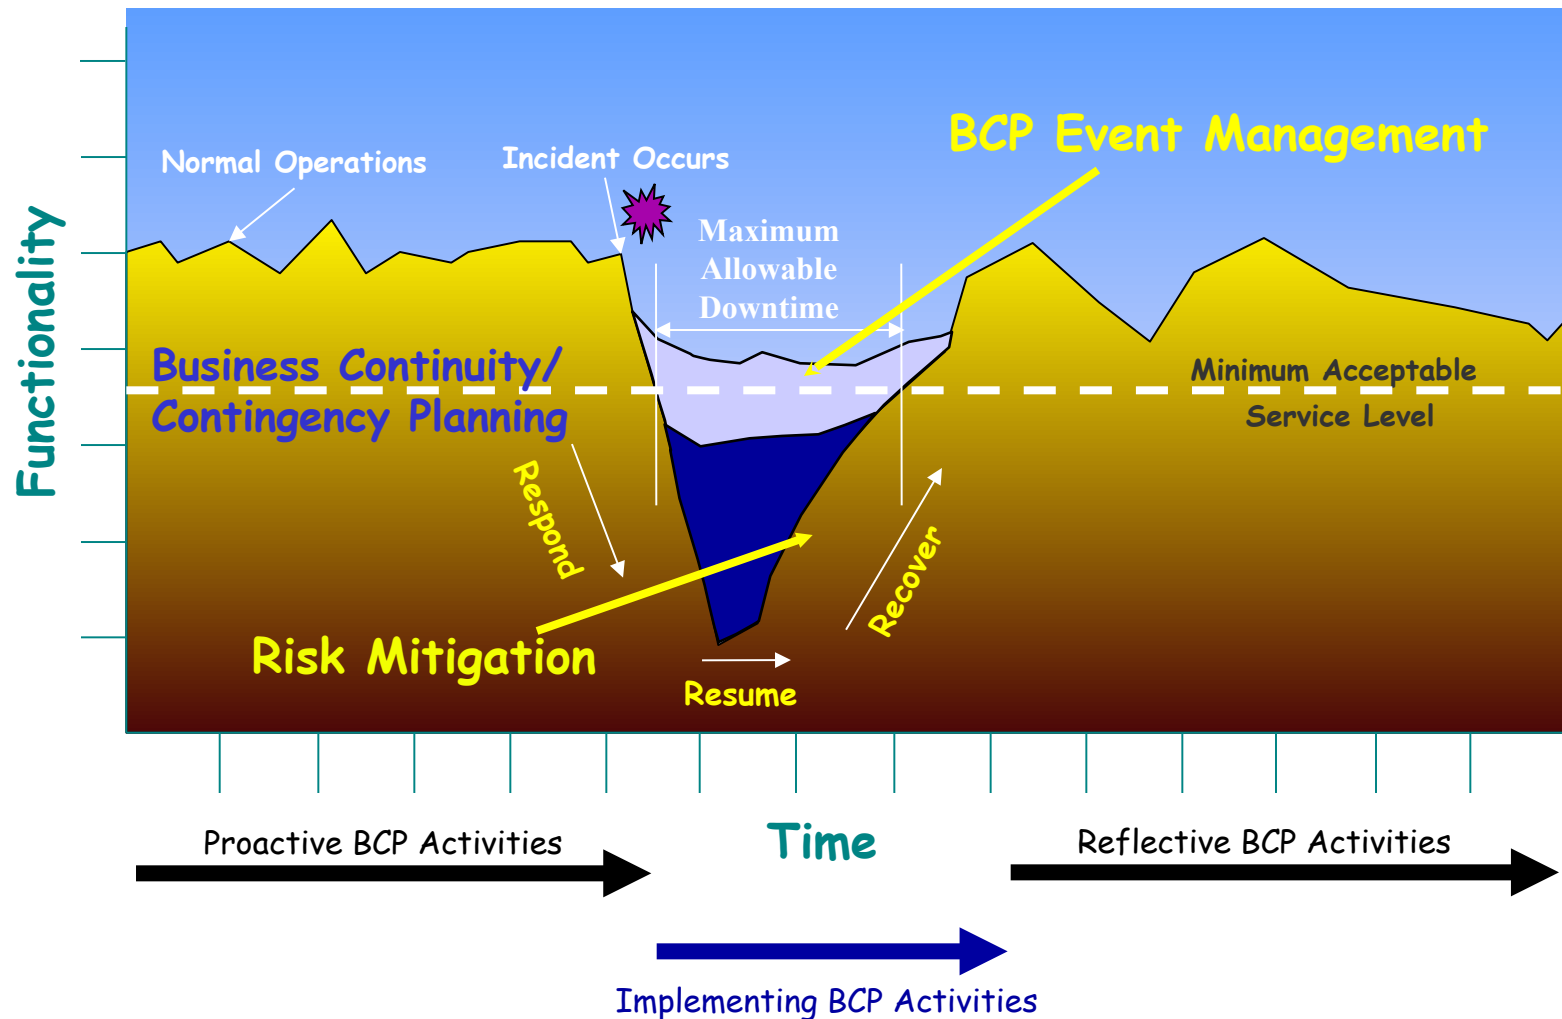 BCP Event Management
Normal Operations
Incident Occurs
Maximum
Allowable
Downtime
Functionality
Business Continuity/
Contingency Planning
Minimum Acceptable
Service Level
Respond
Recover
Risk Mitigation
Resume
Proactive BCP Activities
Time
Reflective BCP Activities
Implementing BCP Activities